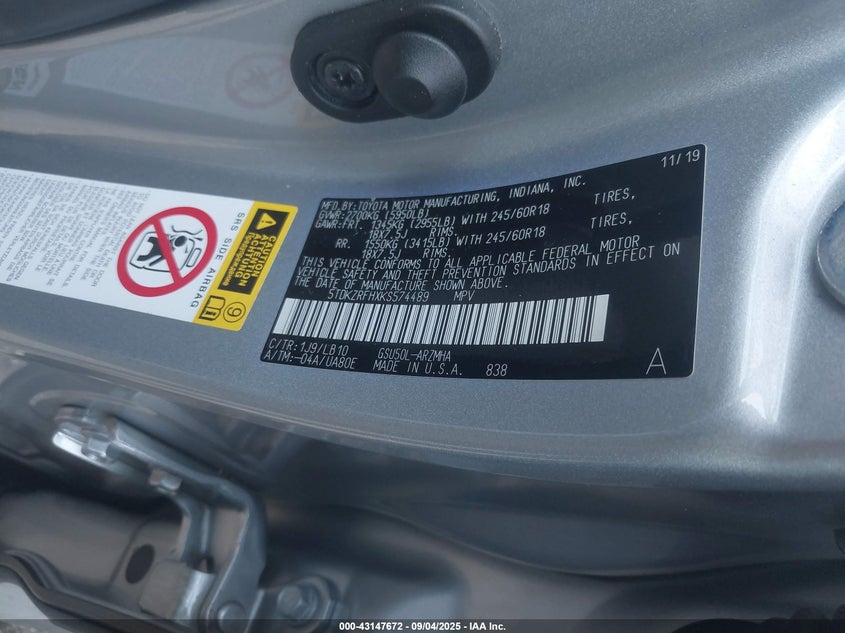 11/19
MFD.BY:TOYOTA MOTOR MANUFACTURING, INDIANA, INC.
GVWR:2700KG (5950LB)
GAWR:FRT. 1345KG (2955LB) WITH 245/60R18 TIRES,
18X7.5J RIMS.
RR. 1550KG (3415LB) WITH 245/60R18 TIRES,
18X7.5J RIMS.
THIS VEHICLE CONFORMS TO ALL APPLICABLE FEDERAL MOTOR
VEHICLE SAFETY AND THEFT PREVENTION STANDARDS IN EFFECT ON
THE DATE OF MANUFACTURE SHOWN ABOVE.
5TDKZRFHXKS574489 MPV
C/TR:1J9/LB10 GSU50L-ARZMHA
A/TM:-04A/UA80E MADE IN U.S.A. 838
A
SRS SIDE AIRBAG
CAUTION
ATTENTION
000-43147672 - 09/04/2025 - IAA Inc.